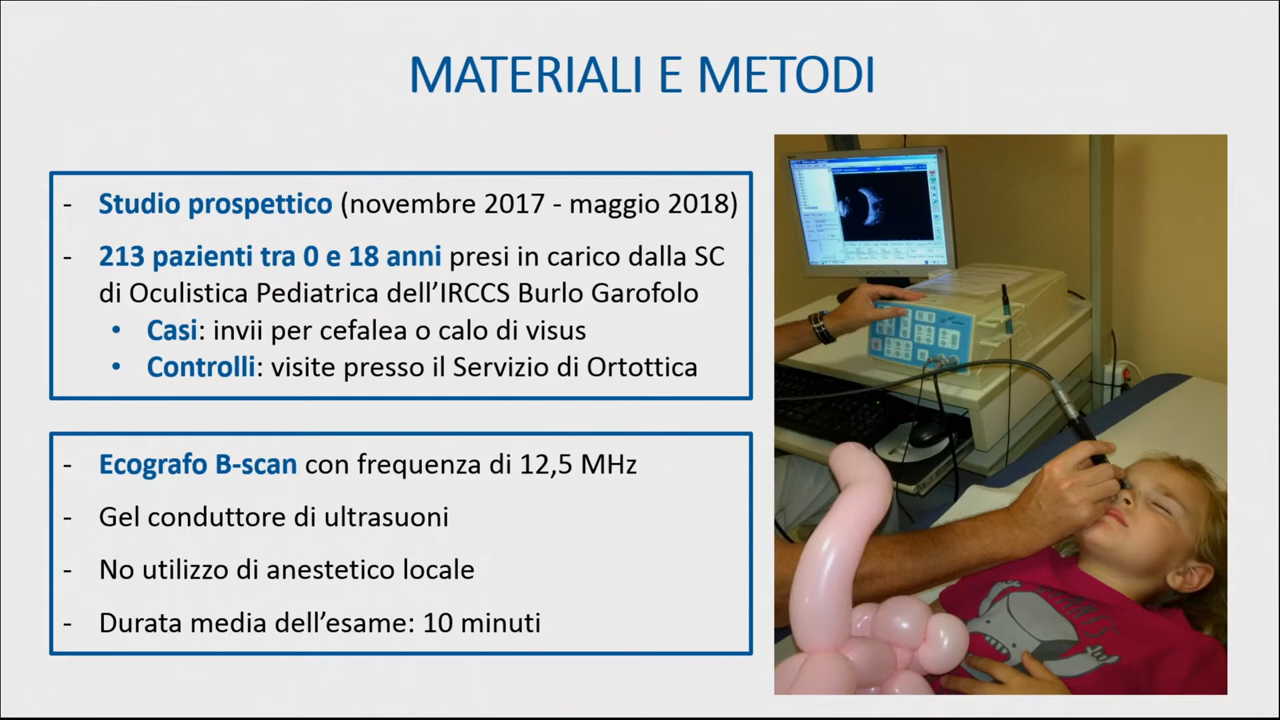 MATERIALI E METODI
- Studio prospettico (novembre 2017 - maggio 2018)
- 213 pazienti tra 0 e 18 anni presi in carico dalla SC
di Oculistica Pediatrica dell’IRCCS Burlo Garofolo
• Casi: invii per cefalea o calo di visus
• Controlli: visite presso il Servizio di Ortottica
- Ecografo B-scan con frequenza di 12,5 MHz
- Gel conduttore di ultrasuoni
- No utilizzo di anestetico locale
- Durata media dell’esame: 10 minuti